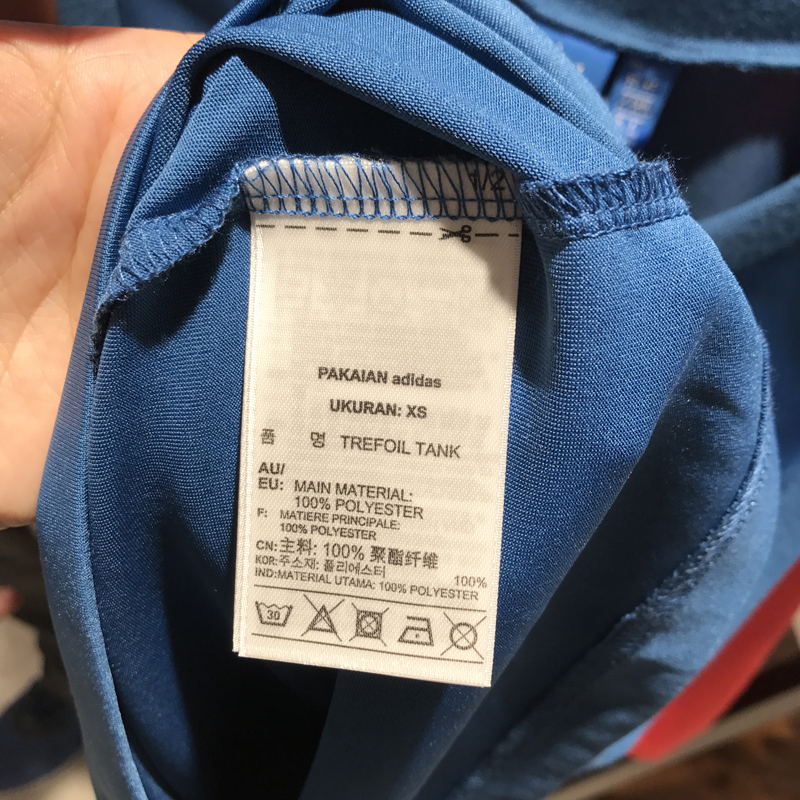 1/2
PAKAIAN adidas
UKURAN: XS
품 명 TREFOIL TANK
AU/
EU: MAIN MATERIAL:
100% POLYESTER
F: MATIERE PRINCIPALE:
100% POLYESTER
CN:主料: 100% 聚酯纤维
KOR:주소재: 폴리에스터 100%
IND:MATERIAL UTAMA: 100% POLYESTER
30